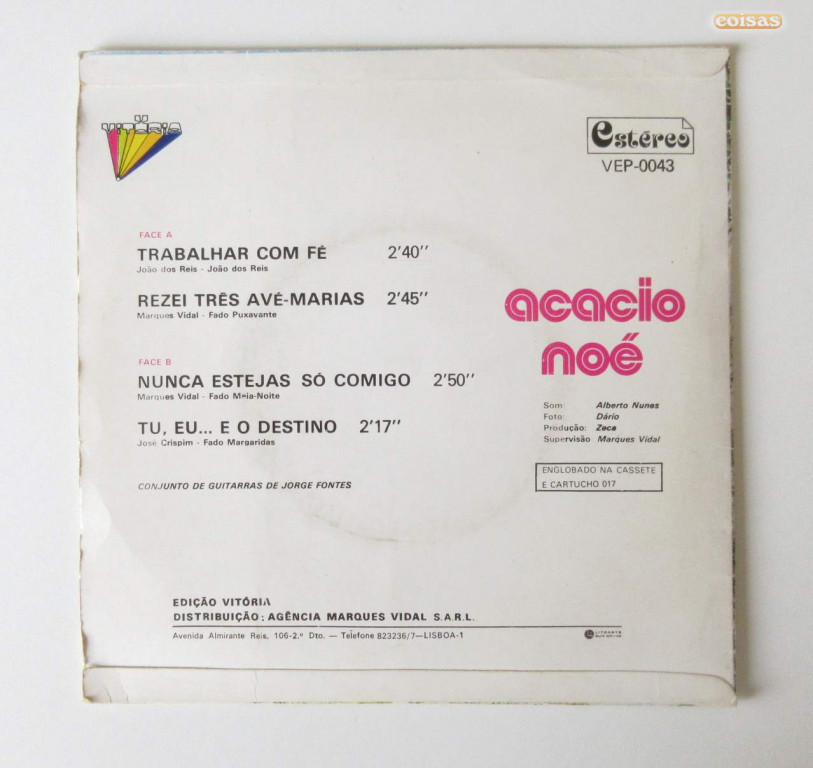 coisas
VITÓRIA
Estéreo
VEP-0043
FACE A
TRABALHAR COM FÉ 2'40''
João dos Reis - João dos Reis
REZEI TRÊS AVÉ-MARIAS 2'45''
Marques Vidal - Fado Puxavante
FACE B
NUNCA ESTEJAS SÓ COMIGO 2'50''
Marques Vidal - Fado Meia-Noite
TU, EU... E O DESTINO 2'17''
José Crispim - Fado Margaridas
CONJUNTO DE GUITARRAS DE JORGE FONTES
acacio
noé
Som: Alberto Nunes
Foto: Dário
Produção: Zeca
Supervisão Marques Vidal
ENGLOBADO NA CASSETE
E CARTUCHO 017
EDIÇÃO VITÓRIA
DISTRIBUIÇÃO: AGÊNCIA MARQUES VIDAL S.A.R.L.
Avenida Almirante Reis, 106-2.º Dto. — Telefone 823236/7—LISBOA-1